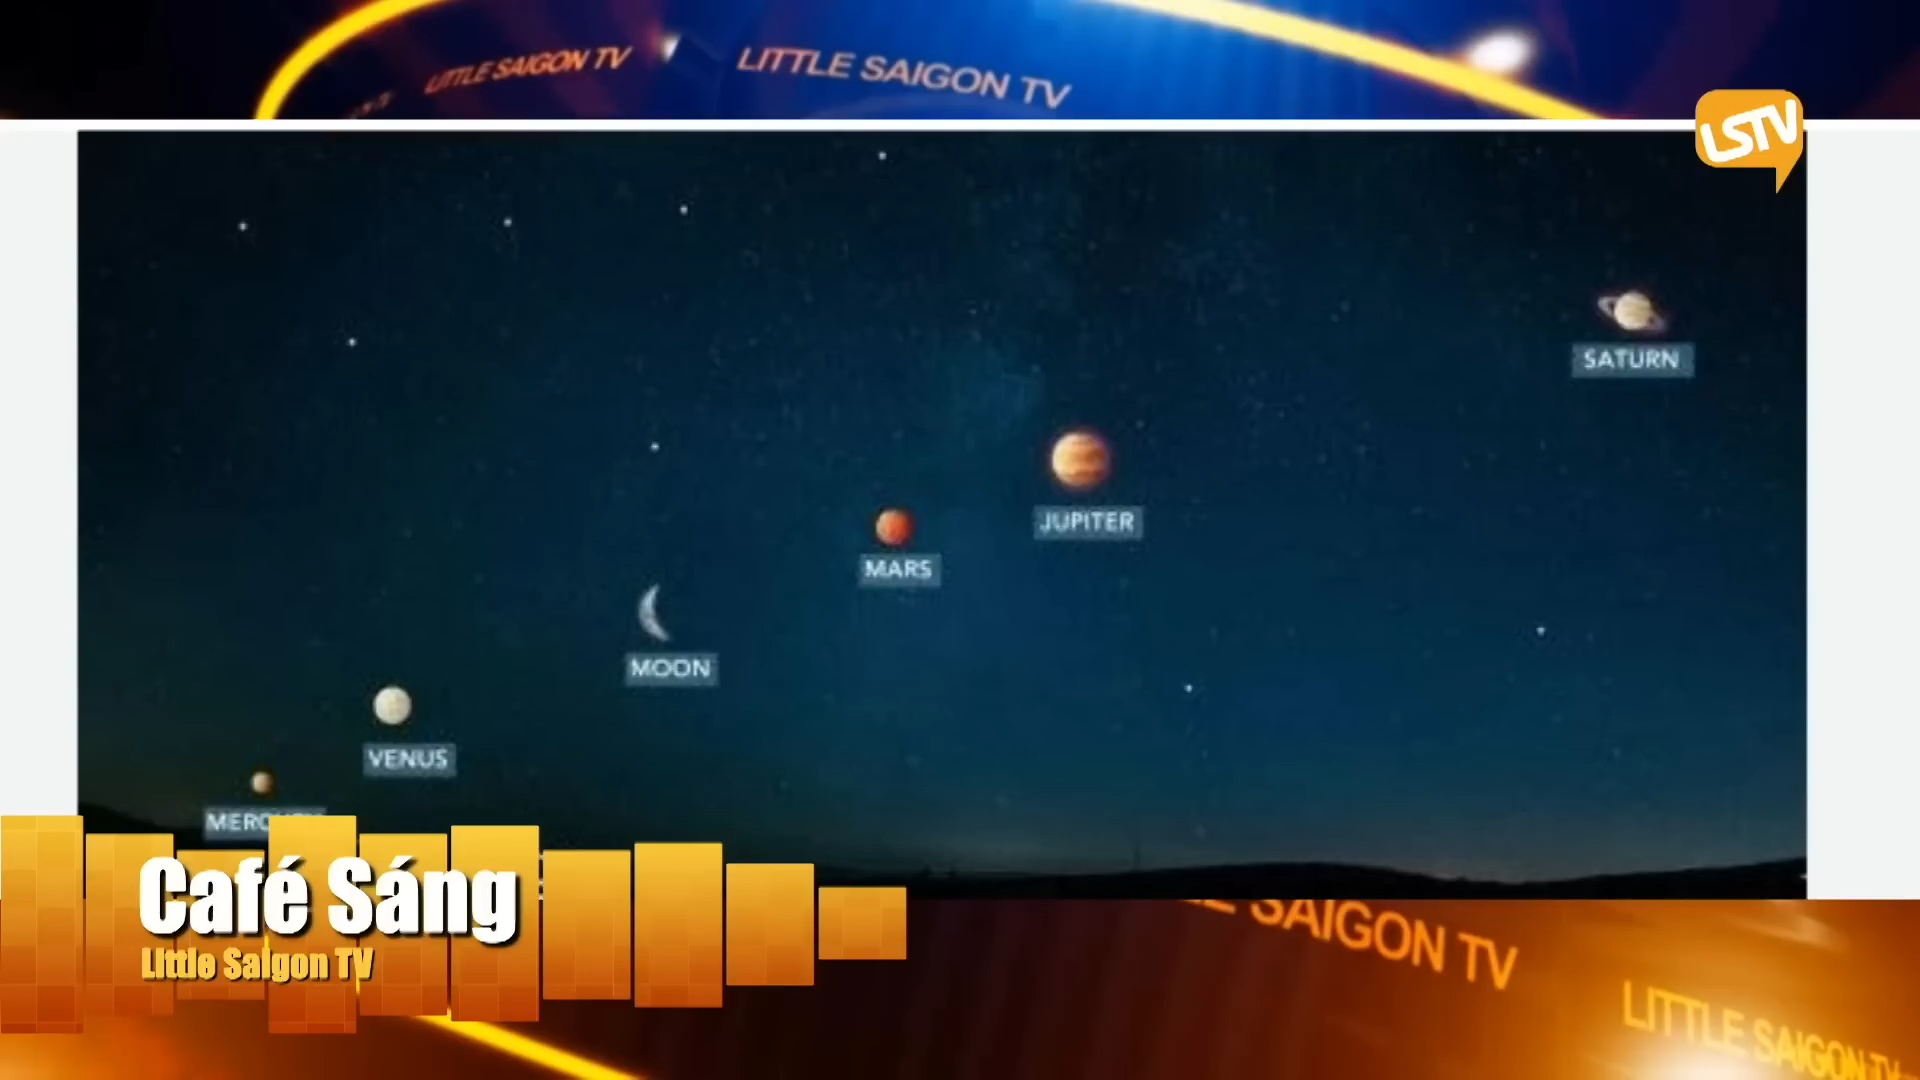 LITTLE SAIGON TV
LITTLE SAIGON TV
LSTV
SATURN
JUPITER
MARS
MOON
VENUS
Café Sáng
Little Saigon TV
SAIGON TV
LITTLE SAIGON TV